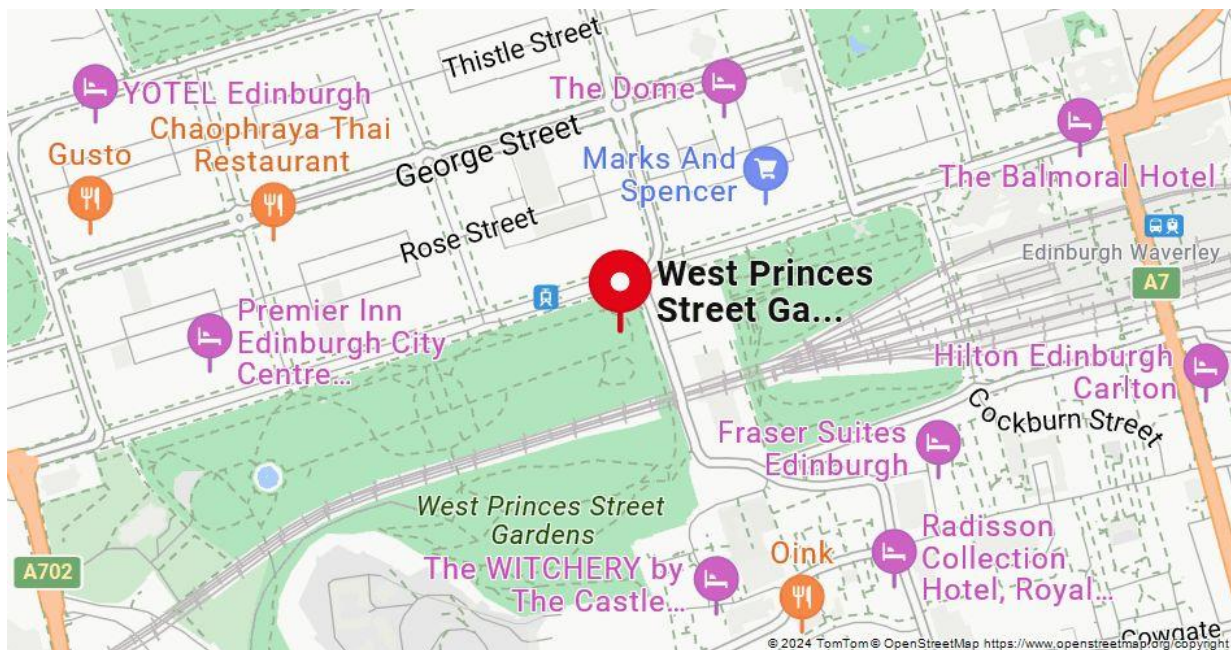 Thistle Street
YOTEL Edinburgh
The Dome
Chaophraya Thai
Restaurant
Gusto
George Street
Marks And
Spencer
The Balmoral Hotel
Rose Street
Edinburgh Waverley
West Princes
Street Ga...
A7
Premier Inn
Edinburgh City
Centre...
Hilton Edinburgh
Carlton
Cockburn Street
Fraser Suites
Edinburgh
West Princes Street
Gardens
A702
The WITCHERY by
The Castle...
Oink
Radisson
Collection
Hotel, Royal...
Cowgate
© 2024 TomTom © OpenStreetMap https://www.openstreetmap.org/copyright